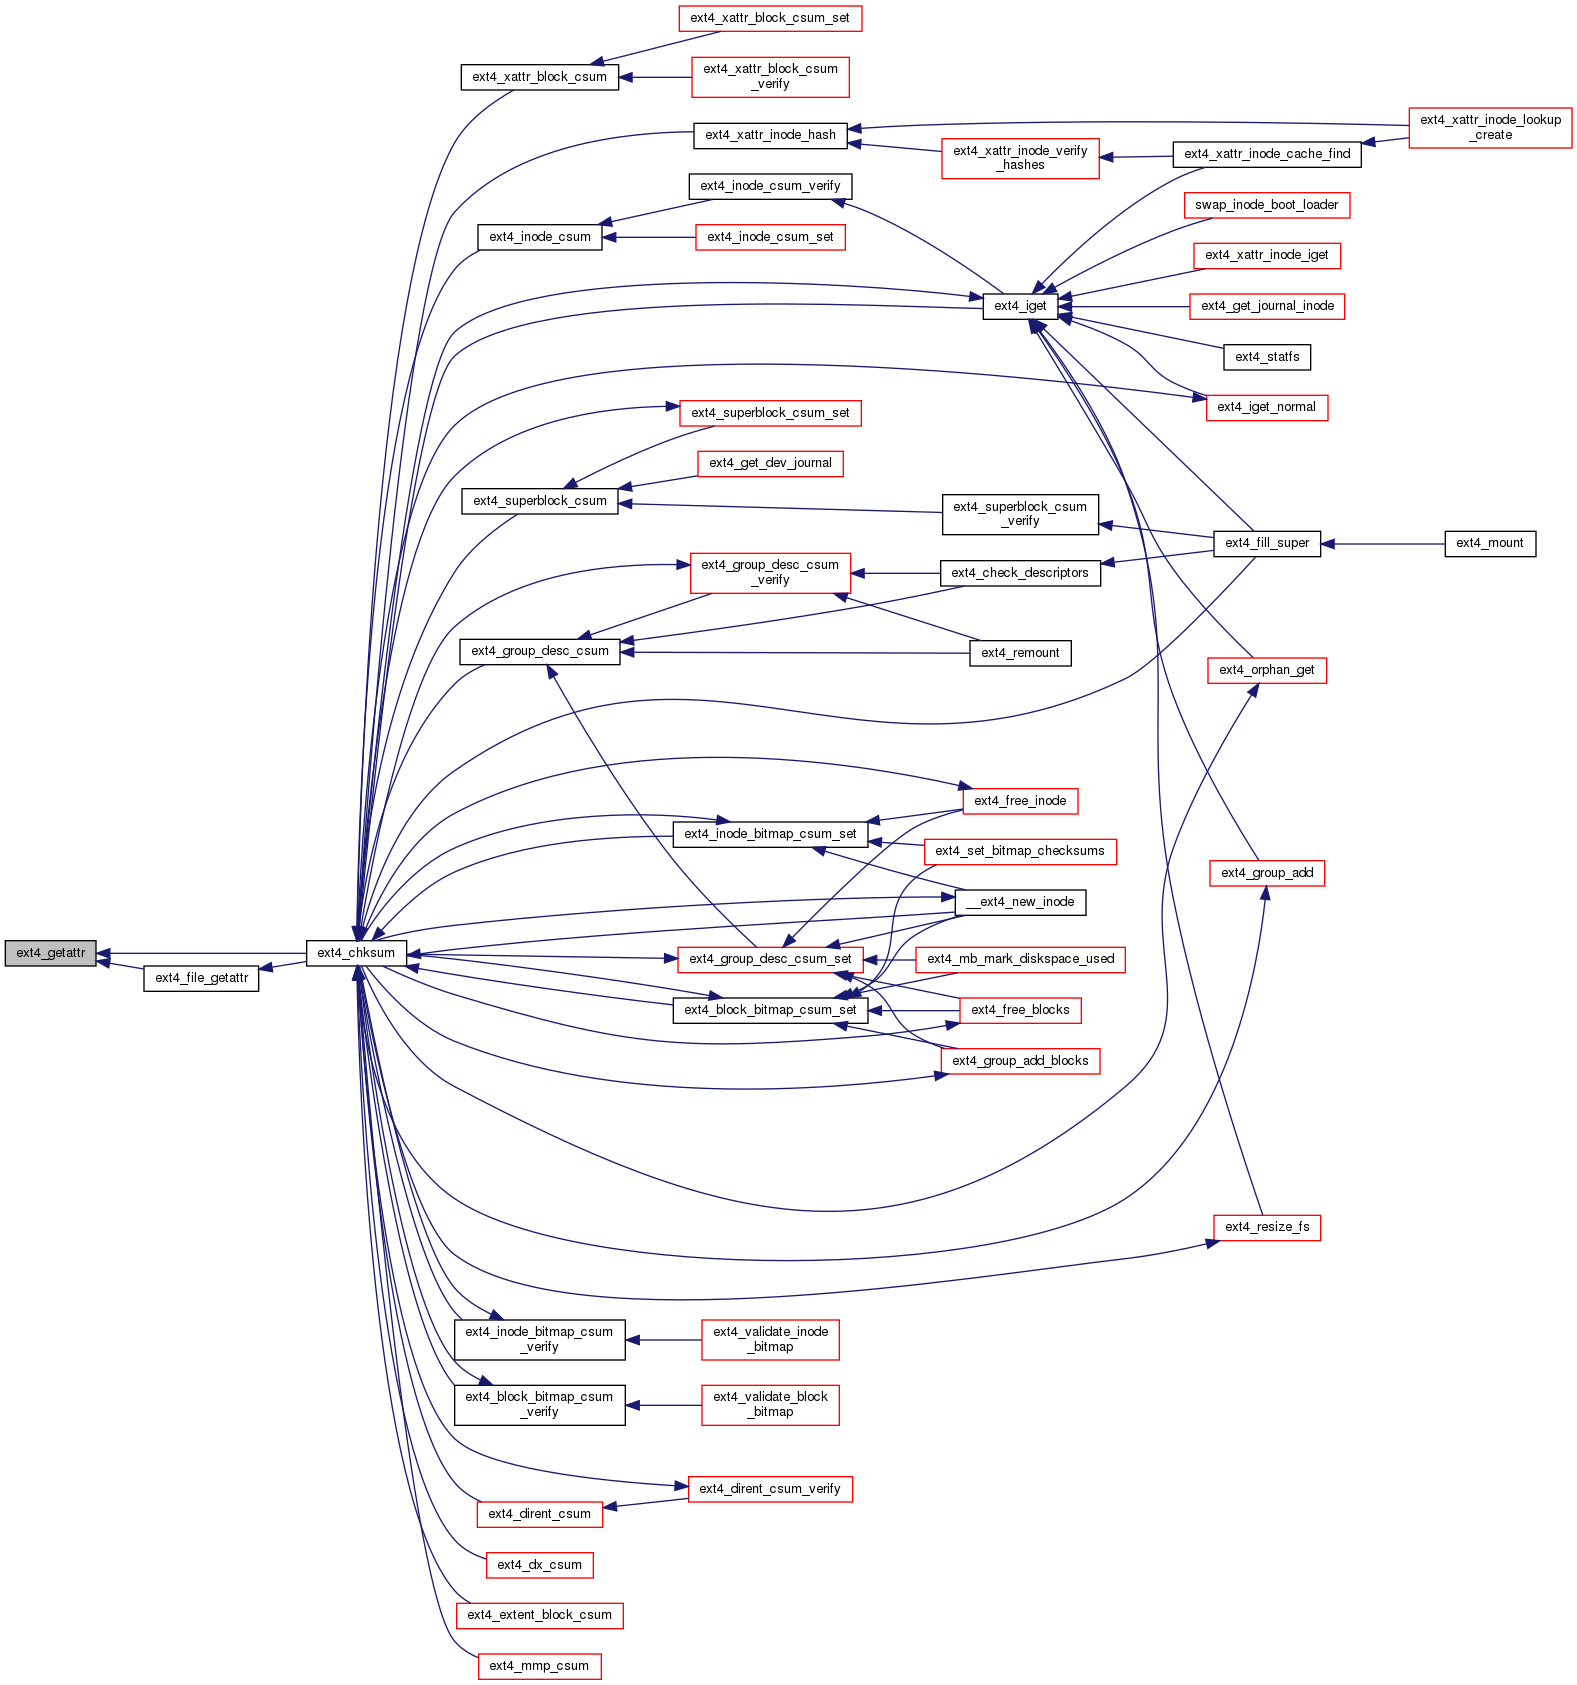 ext4_xattr_block_csum_set
ext4_xattr_block_csum
ext4_xattr_block_csum
_verify
ext4_xattr_inode_hash
ext4_xattr_inode_lookup
_create
ext4_xattr_inode_verify
_hashes
ext4_xattr_inode_cache_find
ext4_inode_csum_verify
swap_inode_boot_loader
ext4_inode_csum
ext4_inode_csum_set
ext4_xattr_inode_iget
ext4_iget
ext4_get_journal_inode
ext4_statfs
ext4_iget_normal
ext4_superblock_csum_set
ext4_get_dev_journal
ext4_superblock_csum
ext4_superblock_csum
_verify
ext4_fill_super
ext4_mount
ext4_group_desc_csum
_verify
ext4_check_descriptors
ext4_group_desc_csum
ext4_remount
ext4_orphan_get
ext4_free_inode
ext4_inode_bitmap_csum_set
ext4_set_bitmap_checksums
ext4_group_add
__ext4_new_inode
ext4_getattr
ext4_chksum
ext4_file_getattr
ext4_group_desc_csum_set
ext4_mb_mark_diskspace_used
ext4_block_bitmap_csum_set
ext4_free_blocks
ext4_group_add_blocks
ext4_resize_fs
ext4_inode_bitmap_csum
_verify
ext4_validate_inode
_bitmap
ext4_block_bitmap_csum
_verify
ext4_validate_block
_bitmap
ext4_dirent_csum_verify
ext4_dirent_csum
ext4_dx_csum
ext4_extent_block_csum
ext4_mmp_csum